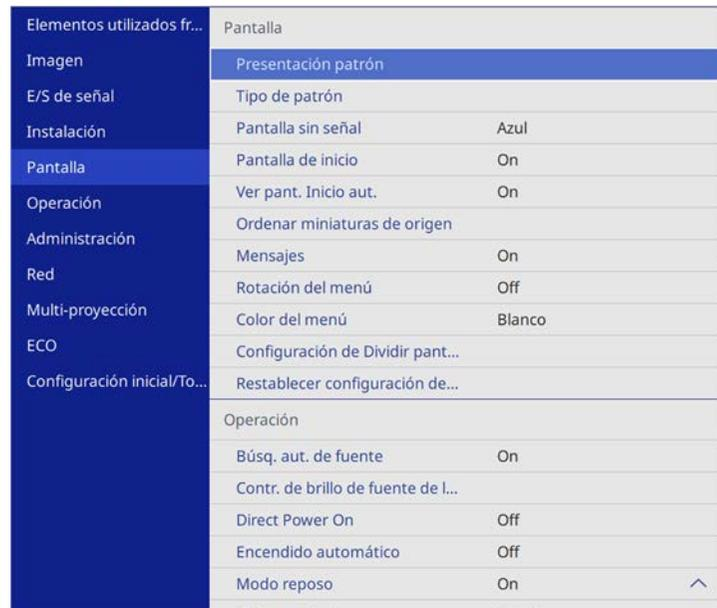 Elementos utilizados fr...
Imagen
E/S de señal
Instalación
Pantalla
Operación
Administración
Red
Multi-proyección
ECO
Configuración inicial/To...
Pantalla
Presentación patrón
Tipo de patrón
Pantalla sin señal Azul
Pantalla de inicio On
Ver pant. Inicio aut. On
Ordenar miniaturas de origen
Mensajes On
Rotación del menú Off
Color del menú Blanco
Configuración de Dividir pant...
Restablecer configuración de...
Operación
Búsq. aut. de fuente On
Contr. de brillo de fuente de l...
Direct Power On Off
Encendido automático Off
Modo reposo On